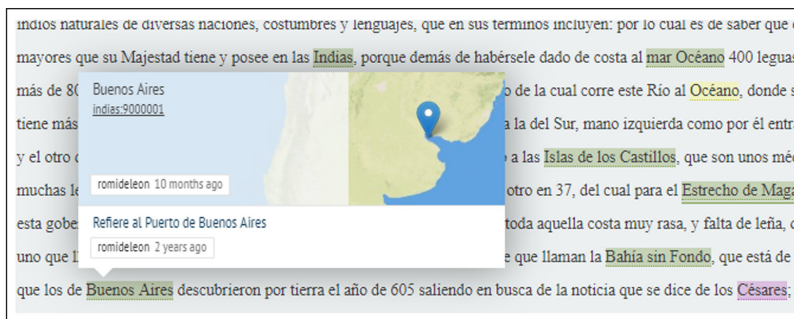 indios naturales de diversas naciones, costumbres y lenguajes, que en sus términos incluyen: por lo cual es de saber que
mayores que su Majestad tiene y posee en las Indias, porque demás de habérsele dado de costa al mar Océano 400 leguas
más de 80
o de la cual corre este Río al Océano, donde s
tiene más
a la del Sur, mano izquierda como por él entr
y el otro
a las Islas de los Castillos, que son unos mé
muchas le
otro en 37, del cual para el Estrecho de Maga
esta gobe
toda aquella costa muy rasa, y falta de leña,
uno que ll
e que llaman la Bahía sin Fondo, que está de
que los de Buenos Aires descubrieron por tierra el año de 605 saliendo en busca de la noticia que se dice de los Césares;
Buenos Aires
indias:9000001
romideleon 10 months ago
Refiere al Puerto de Buenos Aires
romideleon 2 years ago